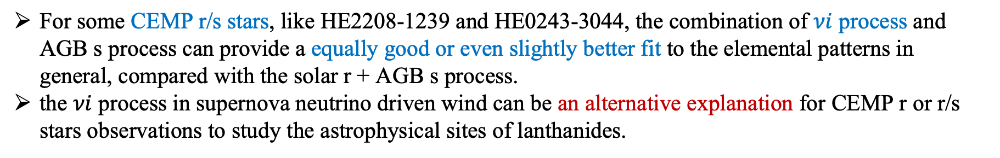 ➤ For some CEMP r/s stars, like HE2208-1239 and HE0243-3044, the combination of νi process and
AGB s process can provide a equally good or even slightly better fit to the elemental patterns in
general, compared with the solar r + AGB s process.
➤ the νi process in supernova neutrino driven wind can be an alternative explanation for CEMP r or r/s
stars observations to study the astrophysical sites of lanthanides.